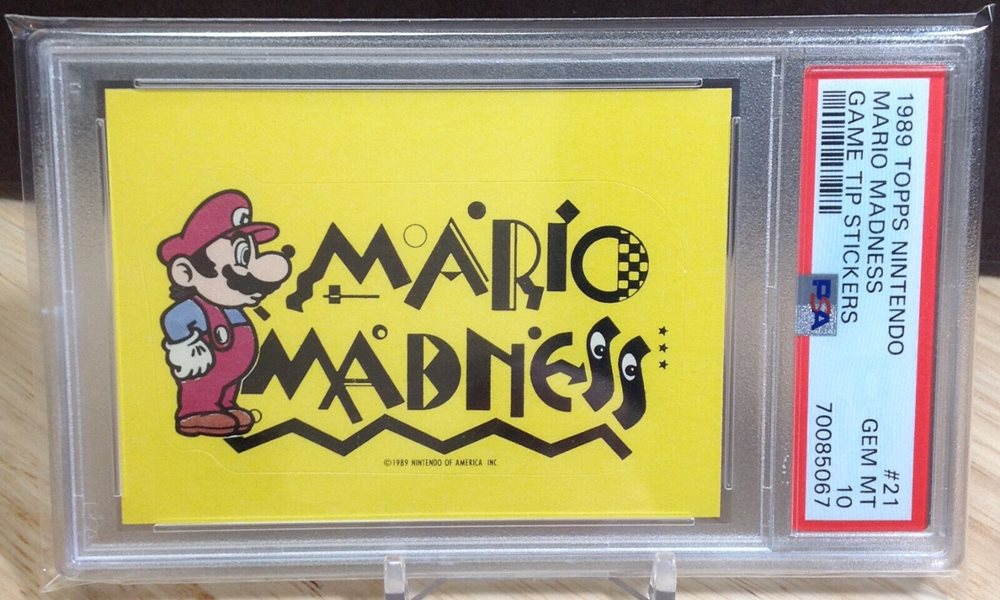 MARIO
MADNESS
©1989 NINTENDO OF AMERICA INC.
1989 TOPPS NINTENDO #21
MARIO MADNESS GEM MT
GAME TIP STICKERS 10
70085067
PSA